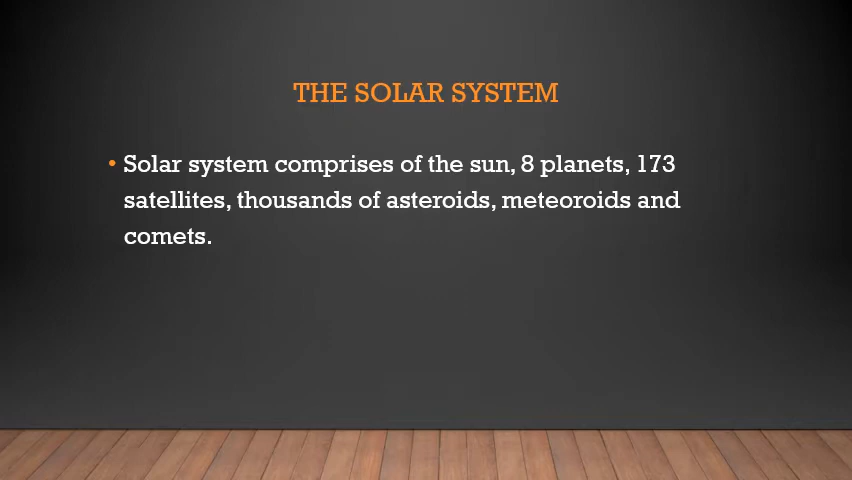 THE SOLAR SYSTEM
• Solar system comprises of the sun, 8 planets, 173
satellites, thousands of asteroids, meteoroids and
comets.